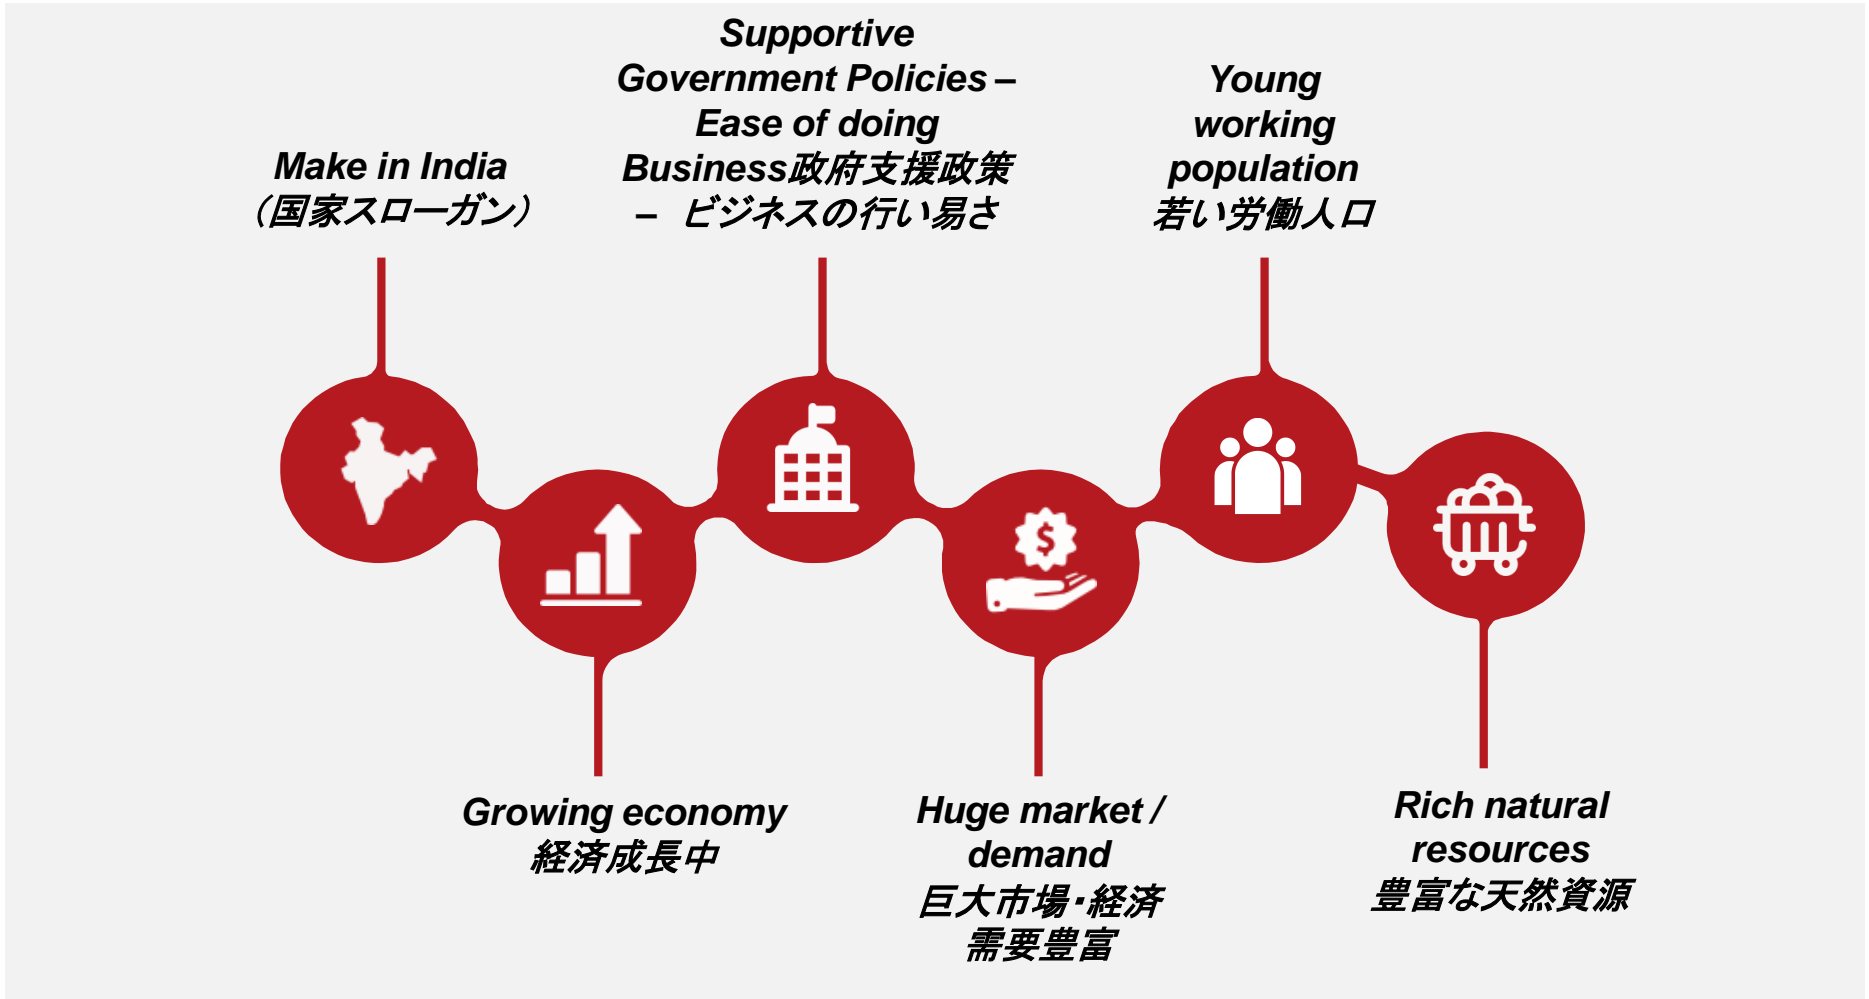 Make in India
（国家スローガン）
Supportive
Government Policies –
Ease of doing
Business政府支援政策
– ビジネスの行い易さ
Young
working
population
若い労働人口
Growing economy
経済成長中
Huge market /
demand
巨大市場・経済
需要豊富
Rich natural
resources
豊富な天然資源
$